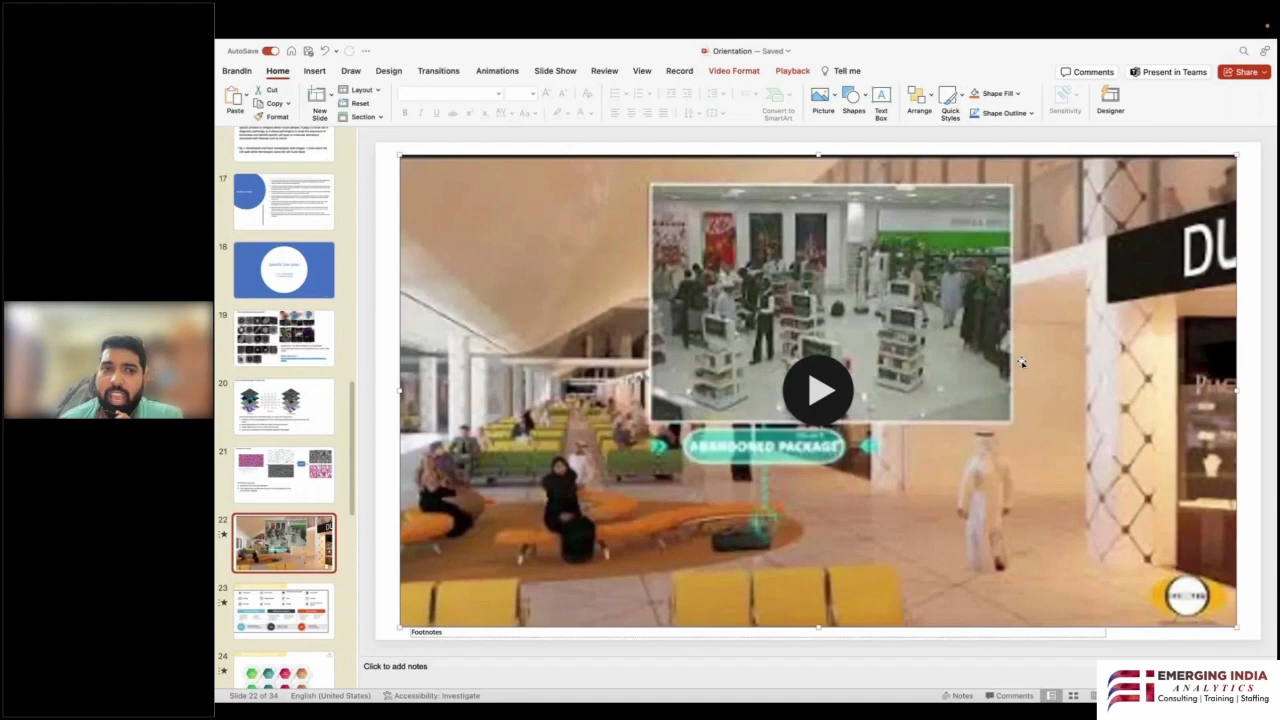 AutoSave
Orientation — Saved
BrandIn
Home
Insert
Draw
Design
Transitions
Animations
Slide Show
Review
View
Record
Video Format
Playback
Tell me
Comments
Present in Teams
Share
Paste
Cut
Copy
Format
New
Slide
Layout
Reset
Section
B I U
Aa
Convert to
SmartArt
Picture
Shapes
Text
Box
Arrange
Quick
Styles
Shape Fill
Shape Outline
Sensitivity
Designer
17
18
19
20
21
22
23
24
DU
ABANDONED PACKAGE
Footnotes
Click to add notes
Slide 22 of 34
English (United States)
Accessibility: Investigate
Notes
Comments
EMERGING INDIA
ANALYTICS
Consulting | Training | Staffing